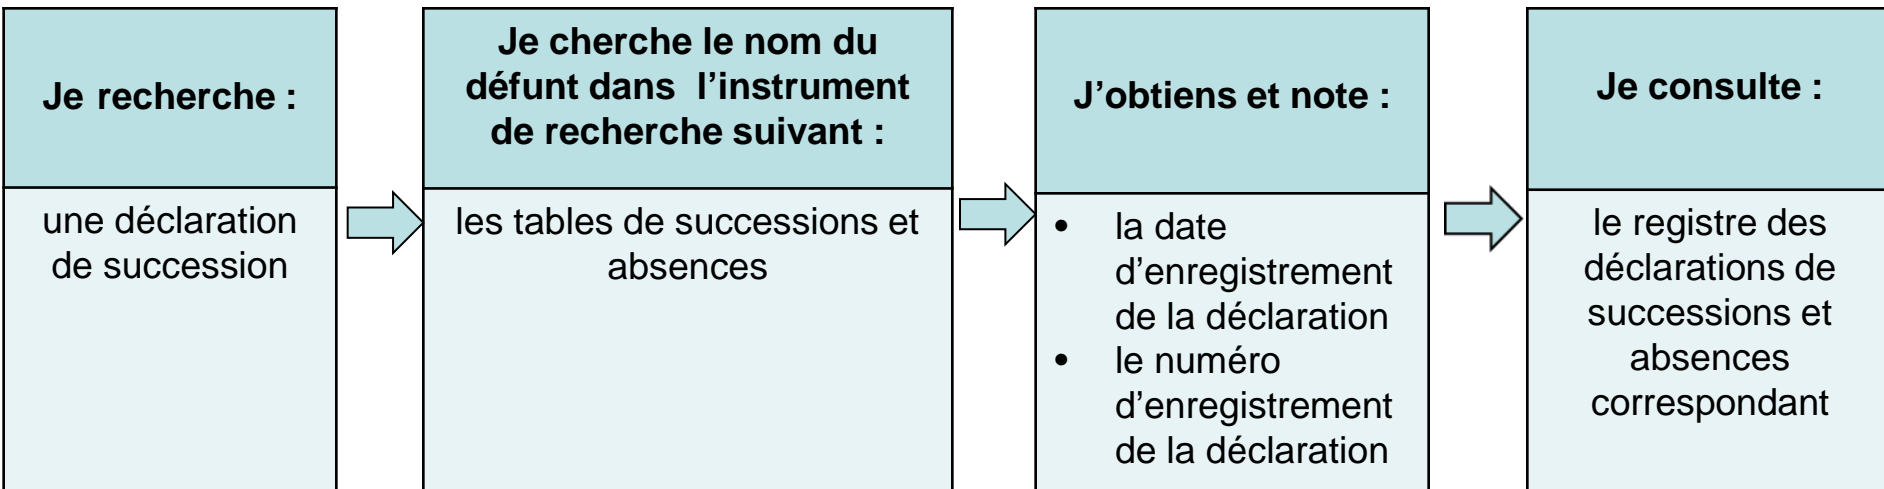 Je recherche :
une déclaration
de succession
Je cherche le nom du
défunt dans l’instrument
de recherche suivant :
les tables de successions et
absences
J’obtiens et note :
• la date
d’enregistrement
de la déclaration
• le numéro
d’enregistrement
de la déclaration
Je consulte :
le registre des
déclarations de
successions et
absences
correspondant